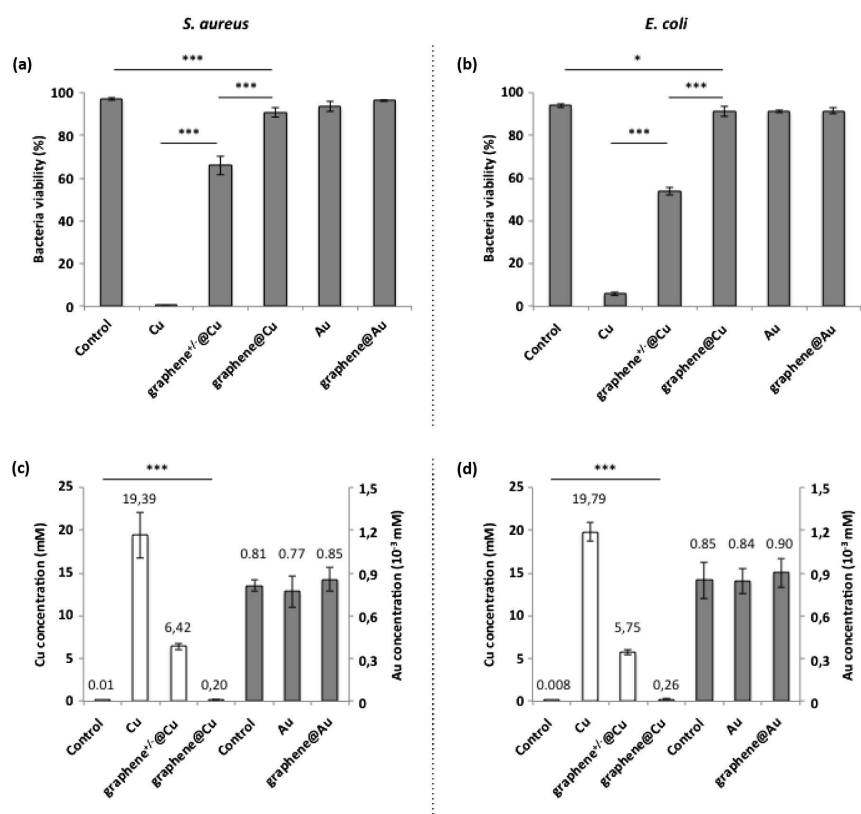 S. aureus
E. coli
(a)
***
***
***
Bacteria viability (%)
100
80
60
40
20
0
Control
Cu
graphene+/-@Cu
graphene@Cu
Au
graphene@Au
(b)
*
***
***
Bacteria viability (%)
100
80
60
40
20
0
Control
Cu
graphene+/-@Cu
graphene@Cu
Au
graphene@Au
(c)
***
Cu concentration (mM)
25
20
15
10
5
0
0.01
19,39
6,42
0,20
0.81
0.77
0.85
1,5
1,2
0,9
0,6
0,3
0
Au concentration (10⁻³ mM)
Control
Cu
graphene+/-@Cu
graphene@Cu
Control
Au
graphene@Au
(d)
***
Cu concentration (mM)
25
20
15
10
5
0
0.008
19,79
5,75
0,26
0.85
0.84
0.90
1,5
1,2
0,9
0,6
0,3
0
Au concentration (10⁻³ mM)
Control
Cu
graphene+/-@Cu
graphene@Cu
Control
Au
graphene@Au